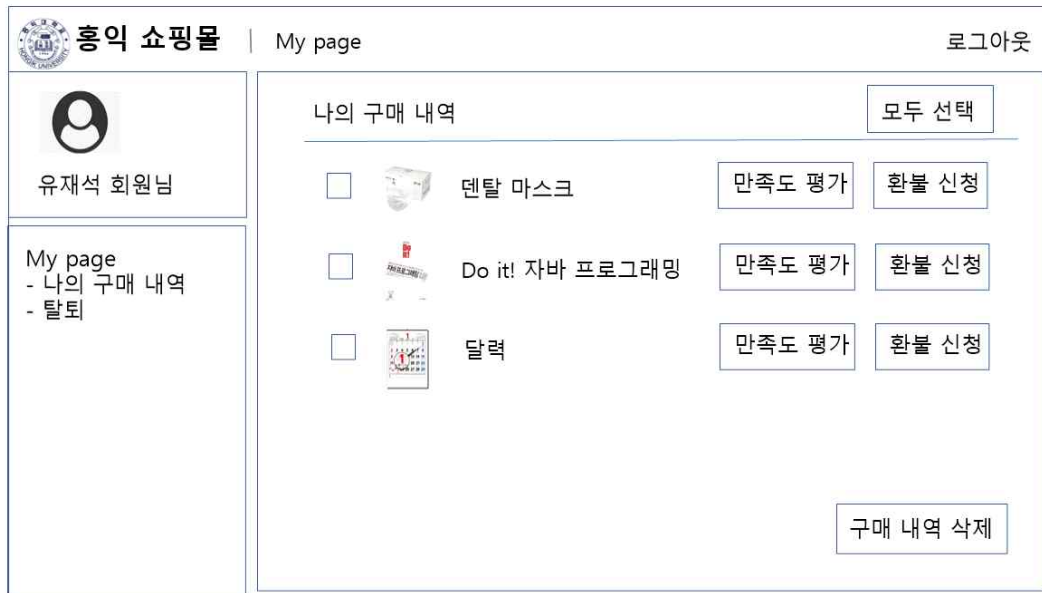 홍익 쇼핑몰 | My page
로그아웃
유재석 회원님
My page
- 나의 구매 내역
- 탈퇴
나의 구매 내역
모두 선택
덴탈 마스크
만족도 평가
환불 신청
Do it! 자바 프로그래밍
만족도 평가
환불 신청
달력
만족도 평가
환불 신청
구매 내역 삭제